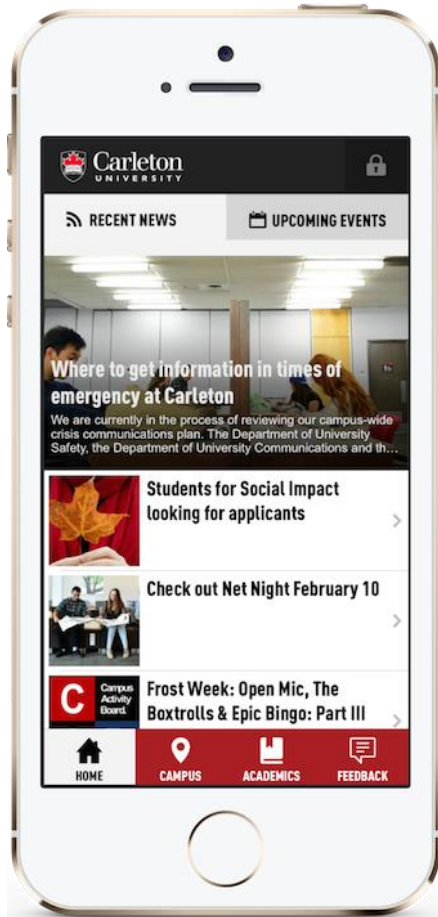 Carleton
UNIVERSITY
RECENT NEWS
UPCOMING EVENTS
Where to get information in times of
emergency at Carleton
We are currently in the process of reviewing our campus-wide
crisis communications plan. The Department of University
Safety, the Department of University Communications and th...
Students for Social Impact
looking for applicants
Check out Net Night February 10
C
Campus
Activity
Board.
Frost Week: Open Mic, The
Boxtrolls & Epic Bingo: Part III
HOME
CAMPUS
ACADEMICS
FEEDBACK